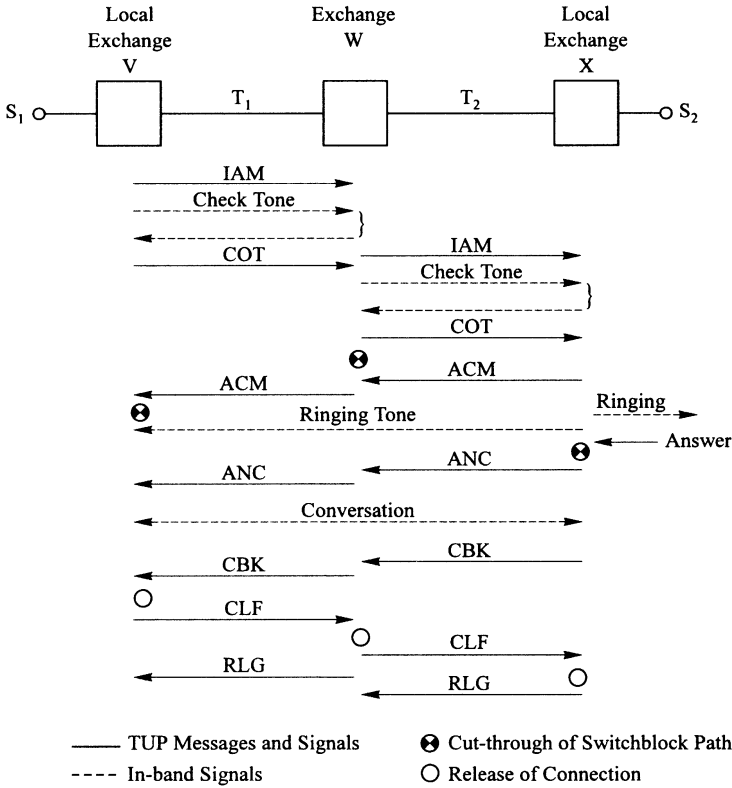 Local Exchange V
Exchange W
Local Exchange X
S1
T1
T2
S2
IAM
Check Tone
}
COT
IAM
Check Tone
}
COT
ACM
ACM
Ringing
Ringing Tone
Answer
ANC
ANC
Conversation
CBK
CBK
CLF
CLF
RLG
RLG
TUP Messages and Signals
Cut-through of Switchblock Path
In-band Signals
Release of Connection